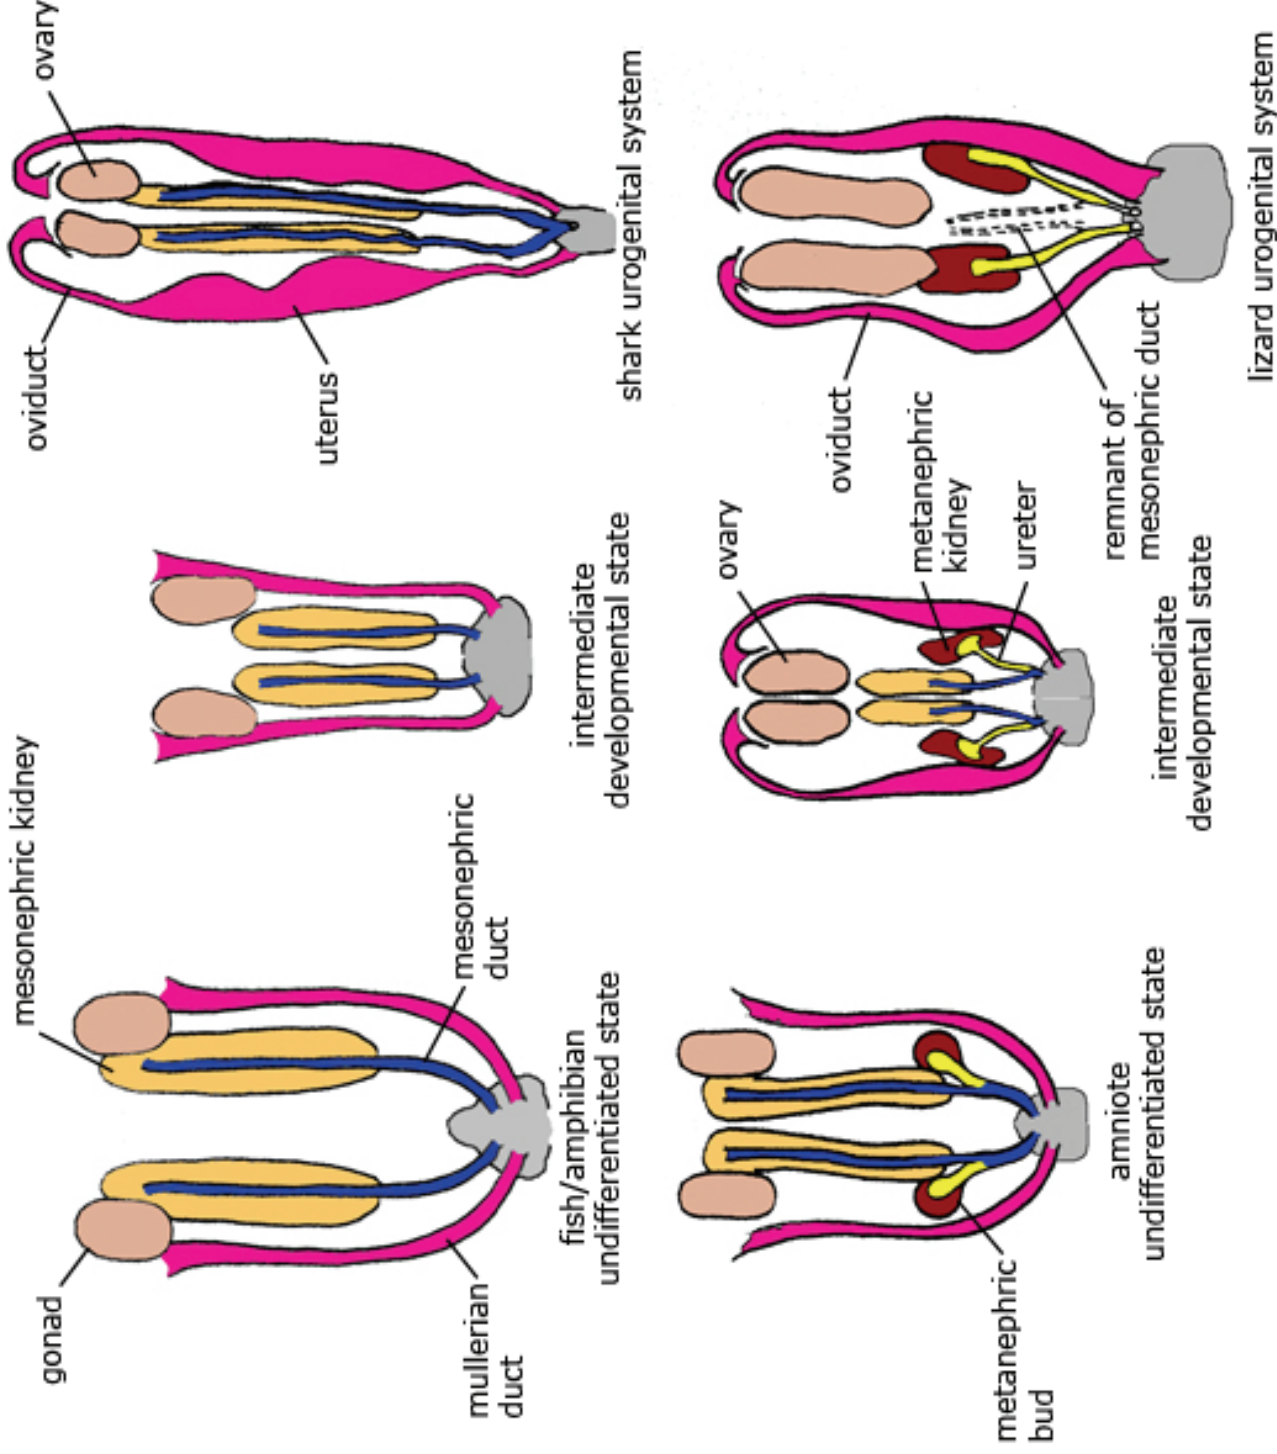 gonad
mesonephric kidney
mullerian
duct
mesonephric
duct
fish/amphibian
undifferentiated state
intermediate
developmental state
oviduct
ovary
uterus
shark urogenital system
metanephric
bud
amniote
undifferentiated state
ovary
metanephric
kidney
ureter
intermediate
developmental state
oviduct
remnant of
mesonephric duct
lizard urogenital system